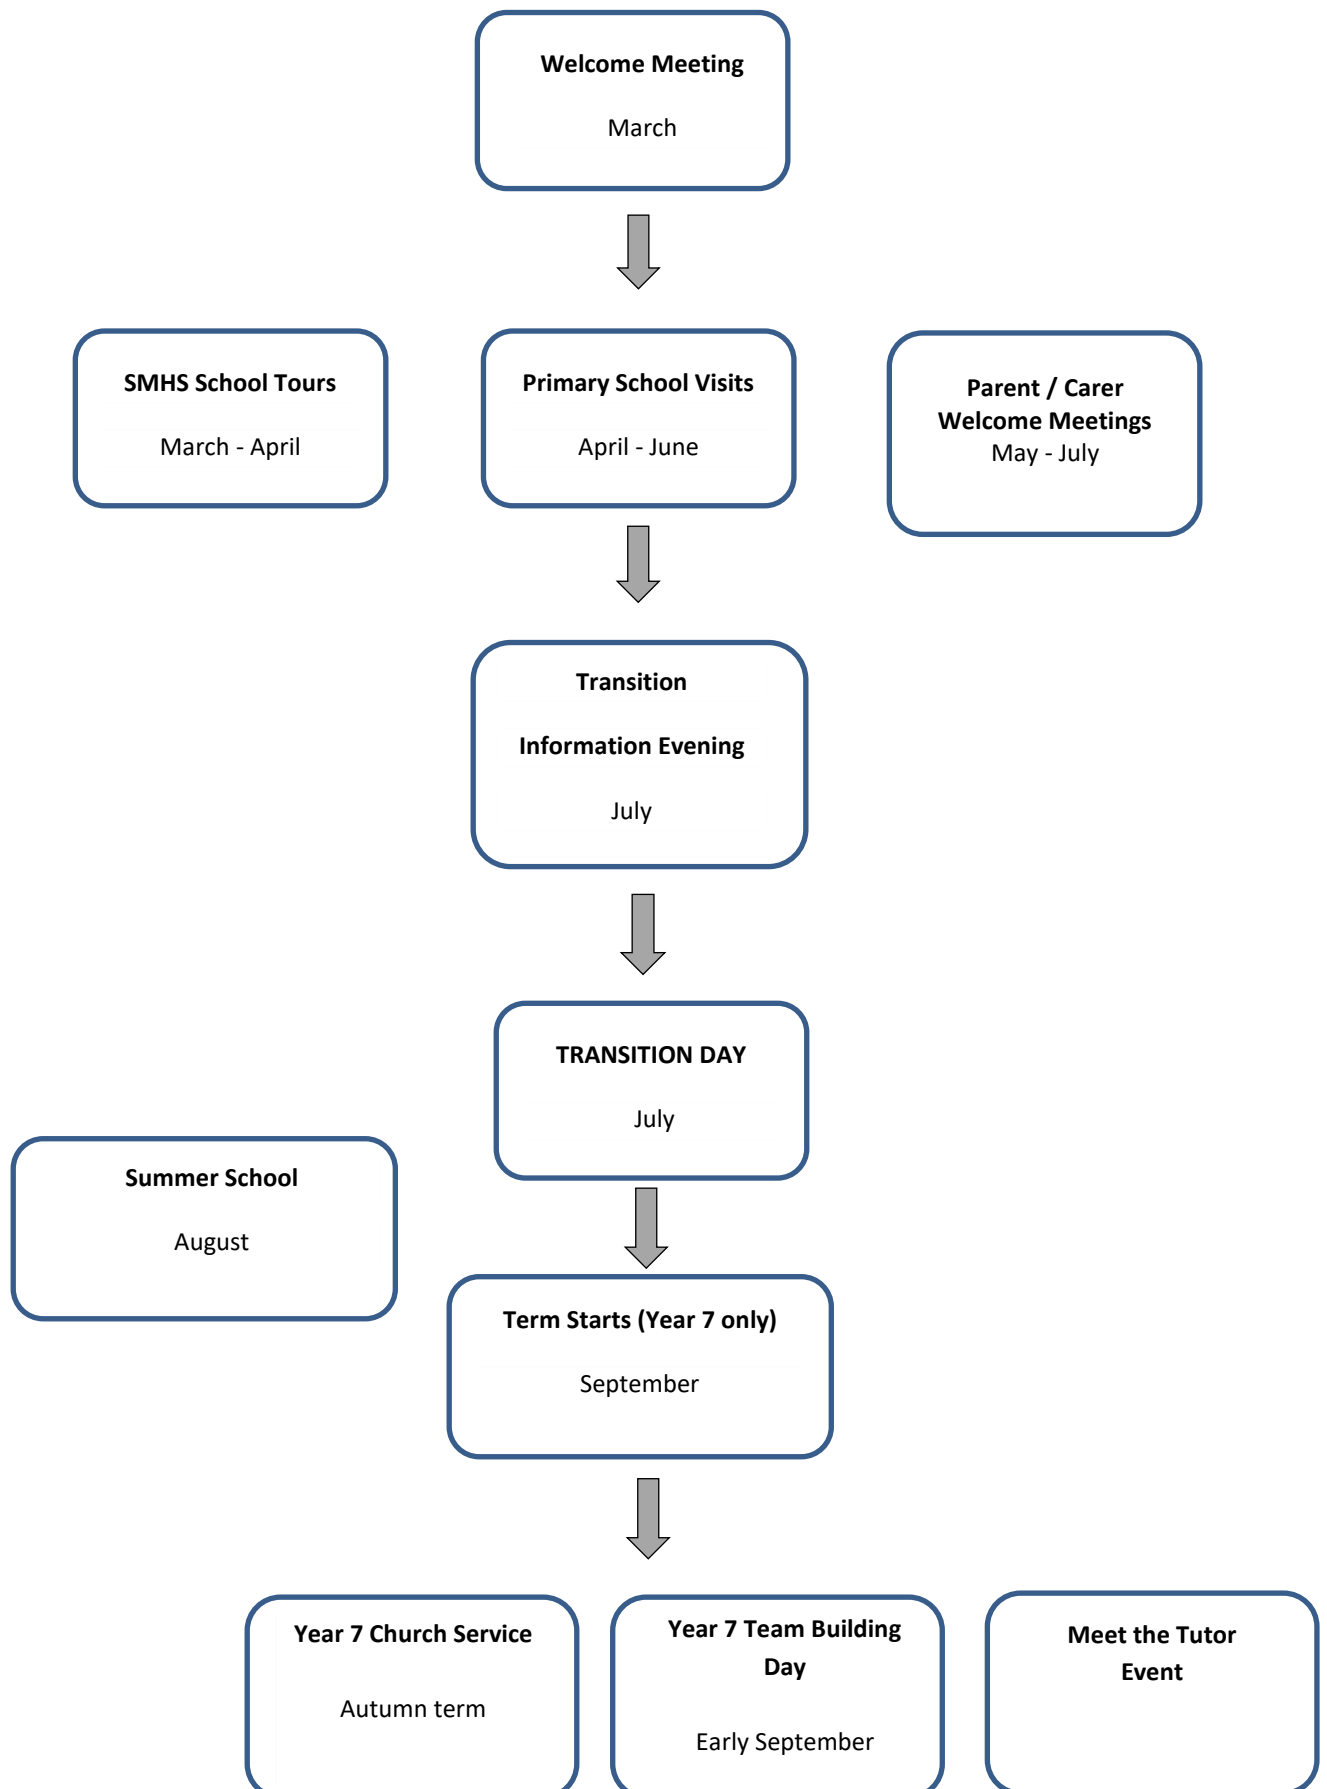 Welcome Meeting
March
SMHS School Tours
March - April
Primary School Visits
April - June
Parent / Carer
Welcome Meetings
May - July
Transition
Information Evening
July
TRANSITION DAY
July
Summer School
August
Term Starts (Year 7 only)
September
Year 7 Church Service
Autumn term
Year 7 Team Building
Day
Early September
Meet the Tutor
Event